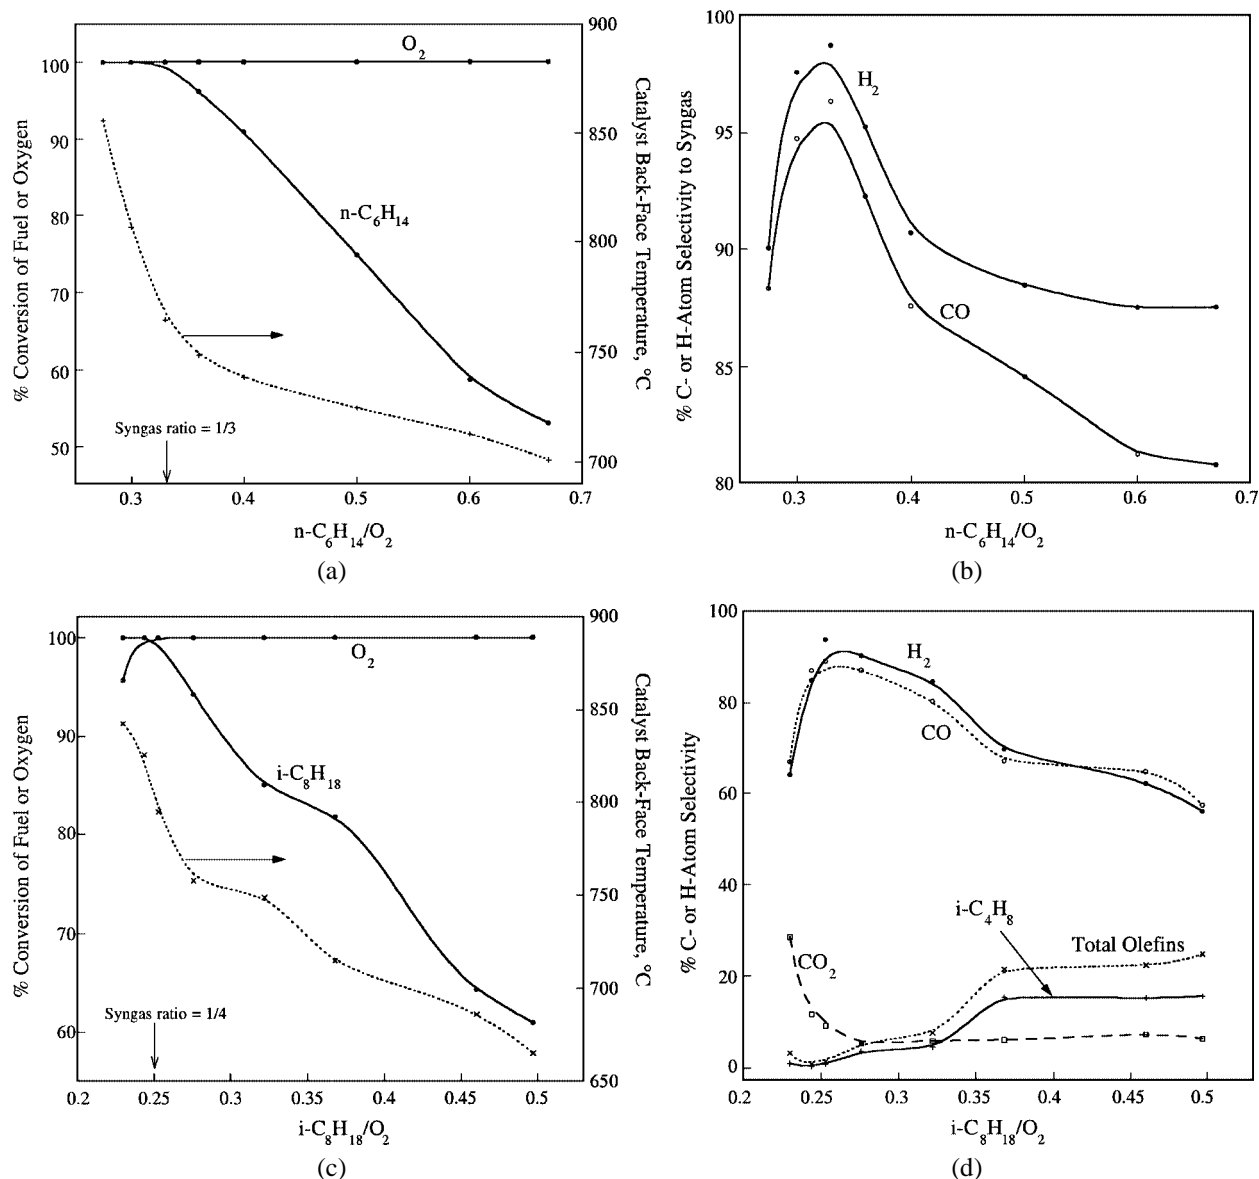 O2
% Conversion of Fuel or Oxygen
100
90
80
70
60
50
n-C6H14
Syngas ratio = 1/3
0.3
0.4
0.5
0.6
0.7
n-C6H14/O2
900
850
800
750
700
Catalyst Back-Face Temperature, °C
(a)
% C- or H-Atom Selectivity to Syngas
100
95
90
85
80
H2
CO
0.3
0.4
0.5
0.6
0.7
n-C6H14/O2
(b)
% Conversion of Fuel or Oxygen
100
90
80
70
60
O2
i-C8H18
Syngas ratio = 1/4
0.2
0.25
0.3
0.35
0.4
0.45
0.5
i-C8H18/O2
900
850
800
750
700
650
Catalyst Back-Face Temperature, °C
(c)
% C- or H-Atom Selectivity
100
80
60
40
20
0
H2
CO
i-C4H8
Total Olefins
CO2
0.2
0.25
0.3
0.35
0.4
0.45
0.5
i-C8H18/O2
(d)